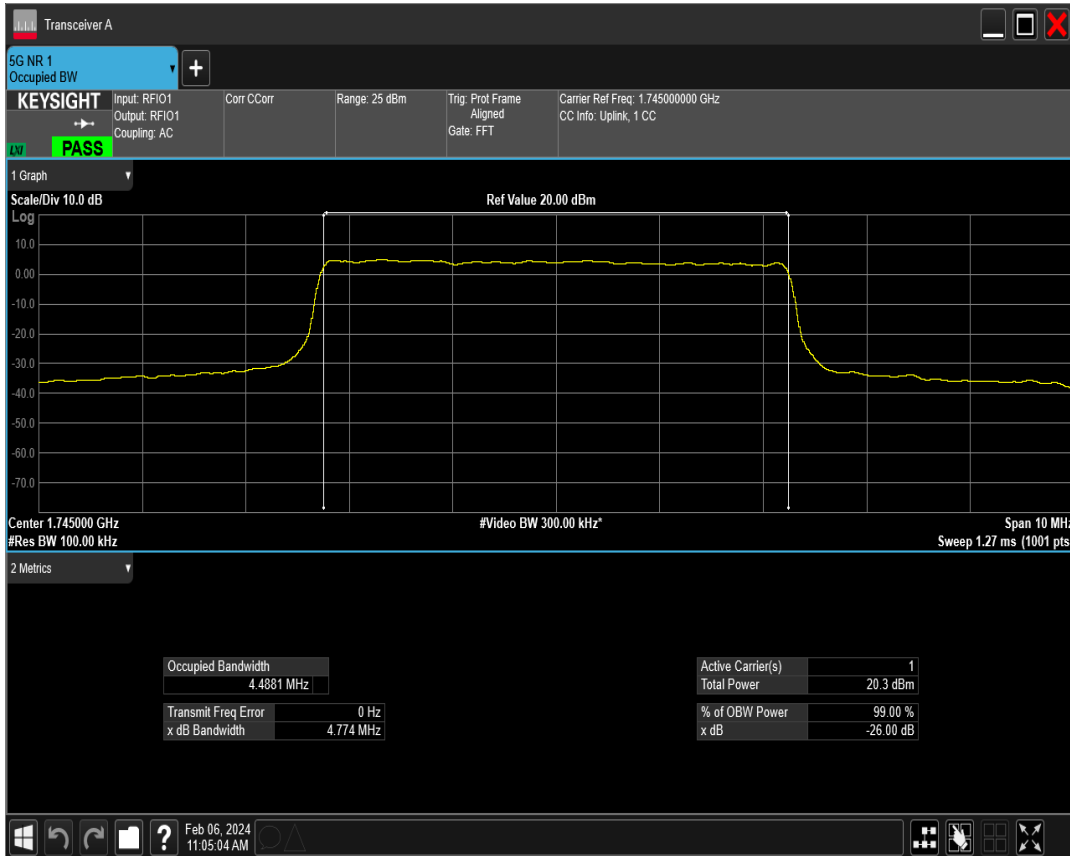 Transceiver A
5G NR 1
Occupied BW
KEYSIGHT
LXI
PASS
Input: RFIO1
Output: RFIO1
Coupling: AC
Corr CCorr
Range: 25 dBm
Trig: Prot Frame
Aligned
Gate: FFT
Carrier Ref Freq: 1.745000000 GHz
CC Info: Uplink, 1 CC
1 Graph
Scale/Div 10.0 dB
Ref Value 20.00 dBm
Log
10.0
0.00
-10.0
-20.0
-30.0
-40.0
-50.0
-60.0
-70.0
Center 1.745000 GHz
#Video BW 300.00 kHz*
Span 10 MHz
#Res BW 100.00 kHz
Sweep 1.27 ms (1001 pts
2 Metrics
Occupied Bandwidth
4.4881 MHz
Transmit Freq Error 0 Hz
x dB Bandwidth 4.774 MHz
Active Carrier(s) 1
Total Power 20.3 dBm
% of OBW Power 99.00 %
x dB -26.00 dB
?
Feb 06, 2024
11:05:04 AM